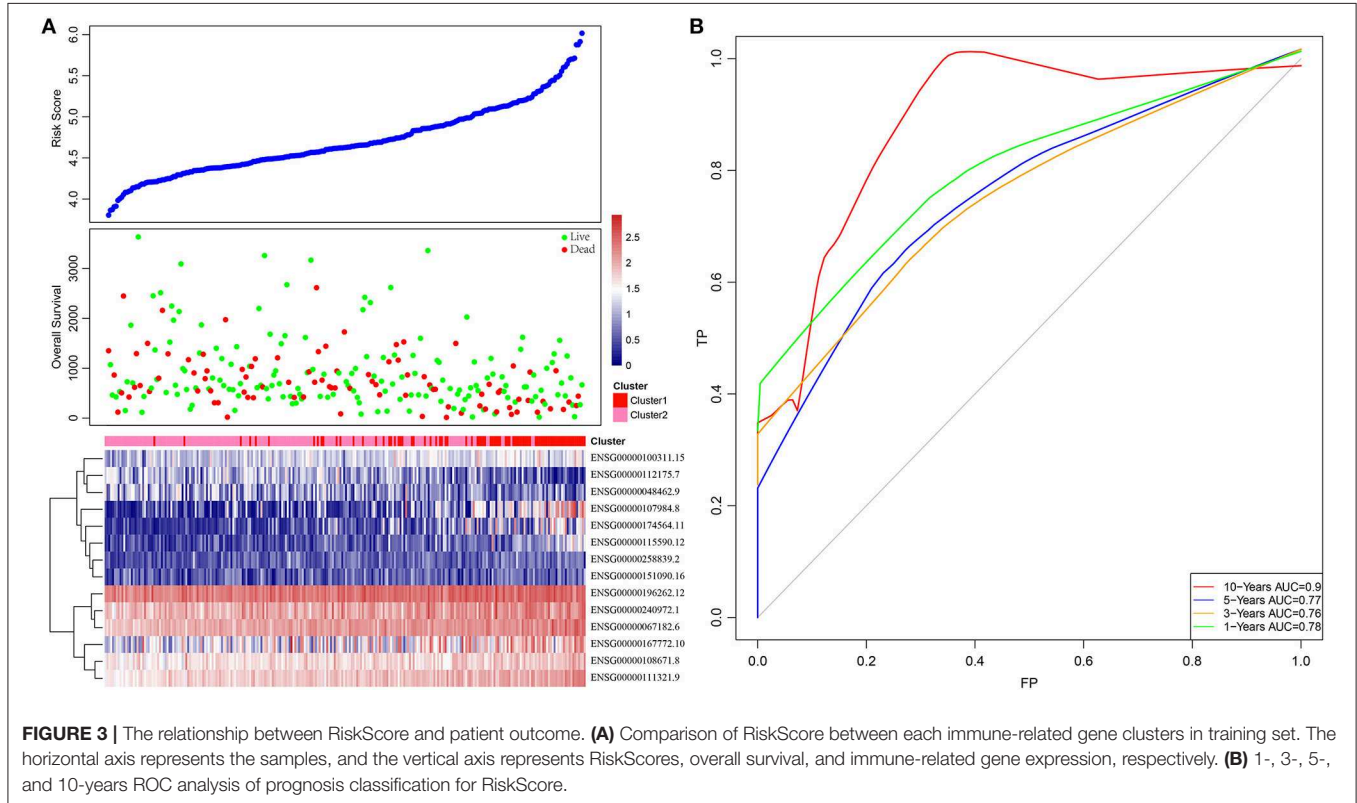 A
6.0
5.5
5.0
4.5
4.0
Risk Score
Live
Dead
3000
2000
1000
0
Overall Survival
2.5
2
1.5
1
0.5
0
Cluster
Cluster1
Cluster2
Cluster
ENSG00000100311.15
ENSG00000112175.7
ENSG00000048462.9
ENSG00000107984.8
ENSG00000174564.11
ENSG00000115590.12
ENSG00000258839.2
ENSG00000151090.16
ENSG00000196262.12
ENSG00000240972.1
ENSG00000067182.6
ENSG00000167772.10
ENSG00000108671.8
ENSG00000111321.9
B
1.0
0.8
0.6
0.4
0.2
0.0
TP
10-Years AUC=0.9
5-Years AUC=0.77
3-Years AUC=0.76
1-Years AUC=0.78
0.0 0.2 0.4 0.6 0.8 1.0
FP
FIGURE 3 | The relationship between RiskScore and patient outcome. (A) Comparison of RiskScore between each immune-related gene clusters in training set. The
horizontal axis represents the samples, and the vertical axis represents RiskScores, overall survival, and immune-related gene expression, respectively. (B) 1-, 3-, 5-,
and 10-years ROC analysis of prognosis classification for RiskScore.